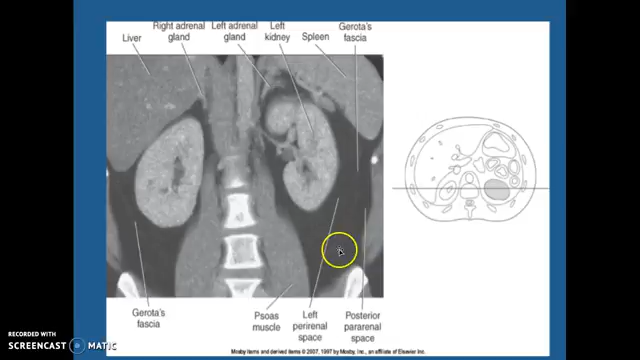 Right adrenal
gland
Left adrenal
gland
Left
kidney
Gerota's
fascia
Liver
Spleen
Gerota's
fascia
Psoas
muscle
Left
perirenal
space
Posterior
pararenal
space
Mosby items and derived items © 2007, 1997 by Mosby, Inc., an affiliate of Elsevier Inc.
RECORDED WITH
SCREENCAST MATIC